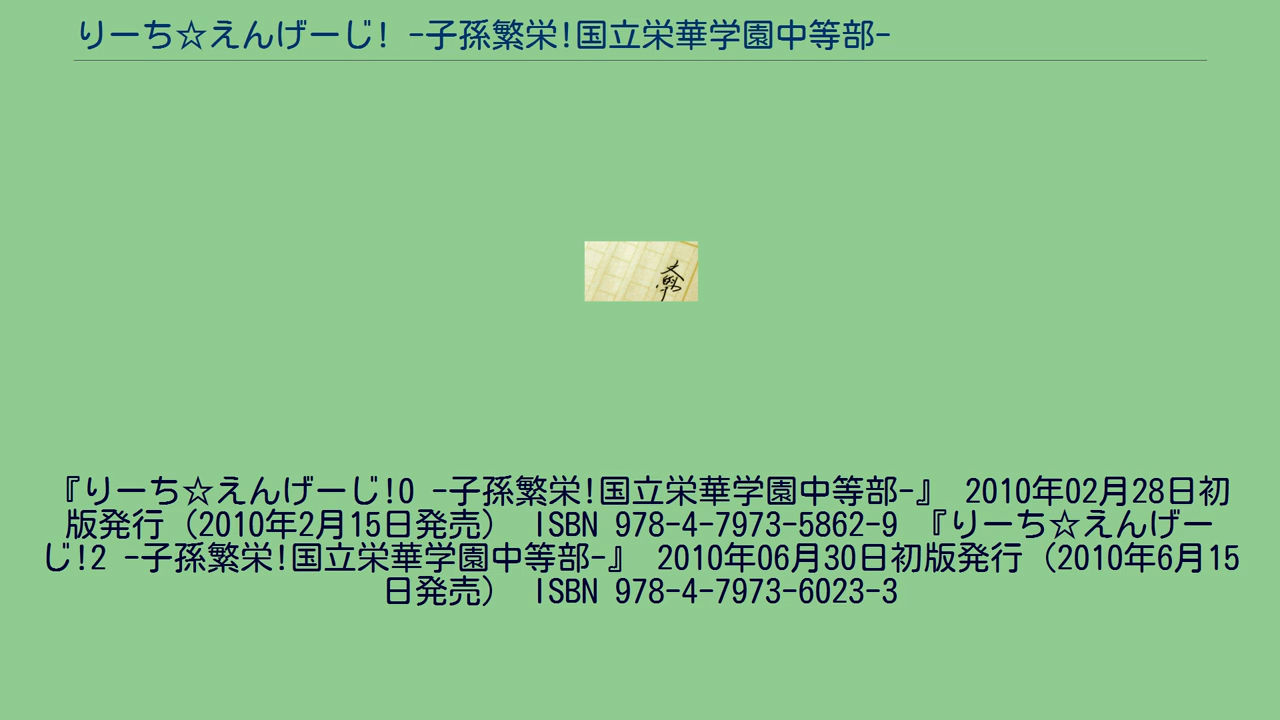 りーち☆えんげーじ! -子孫繁栄!国立栄華学園中等部-
『りーち☆えんげーじ!0 -子孫繁栄!国立栄華学園中等部-』 2010年02月28日初
版発行（2010年2月15日発売） ISBN 978-4-7973-5862-9 『りーち☆えんげー
じ!2 -子孫繁栄!国立栄華学園中等部-』 2010年06月30日初版発行（2010年6月15
日発売） ISBN 978-4-7973-6023-3